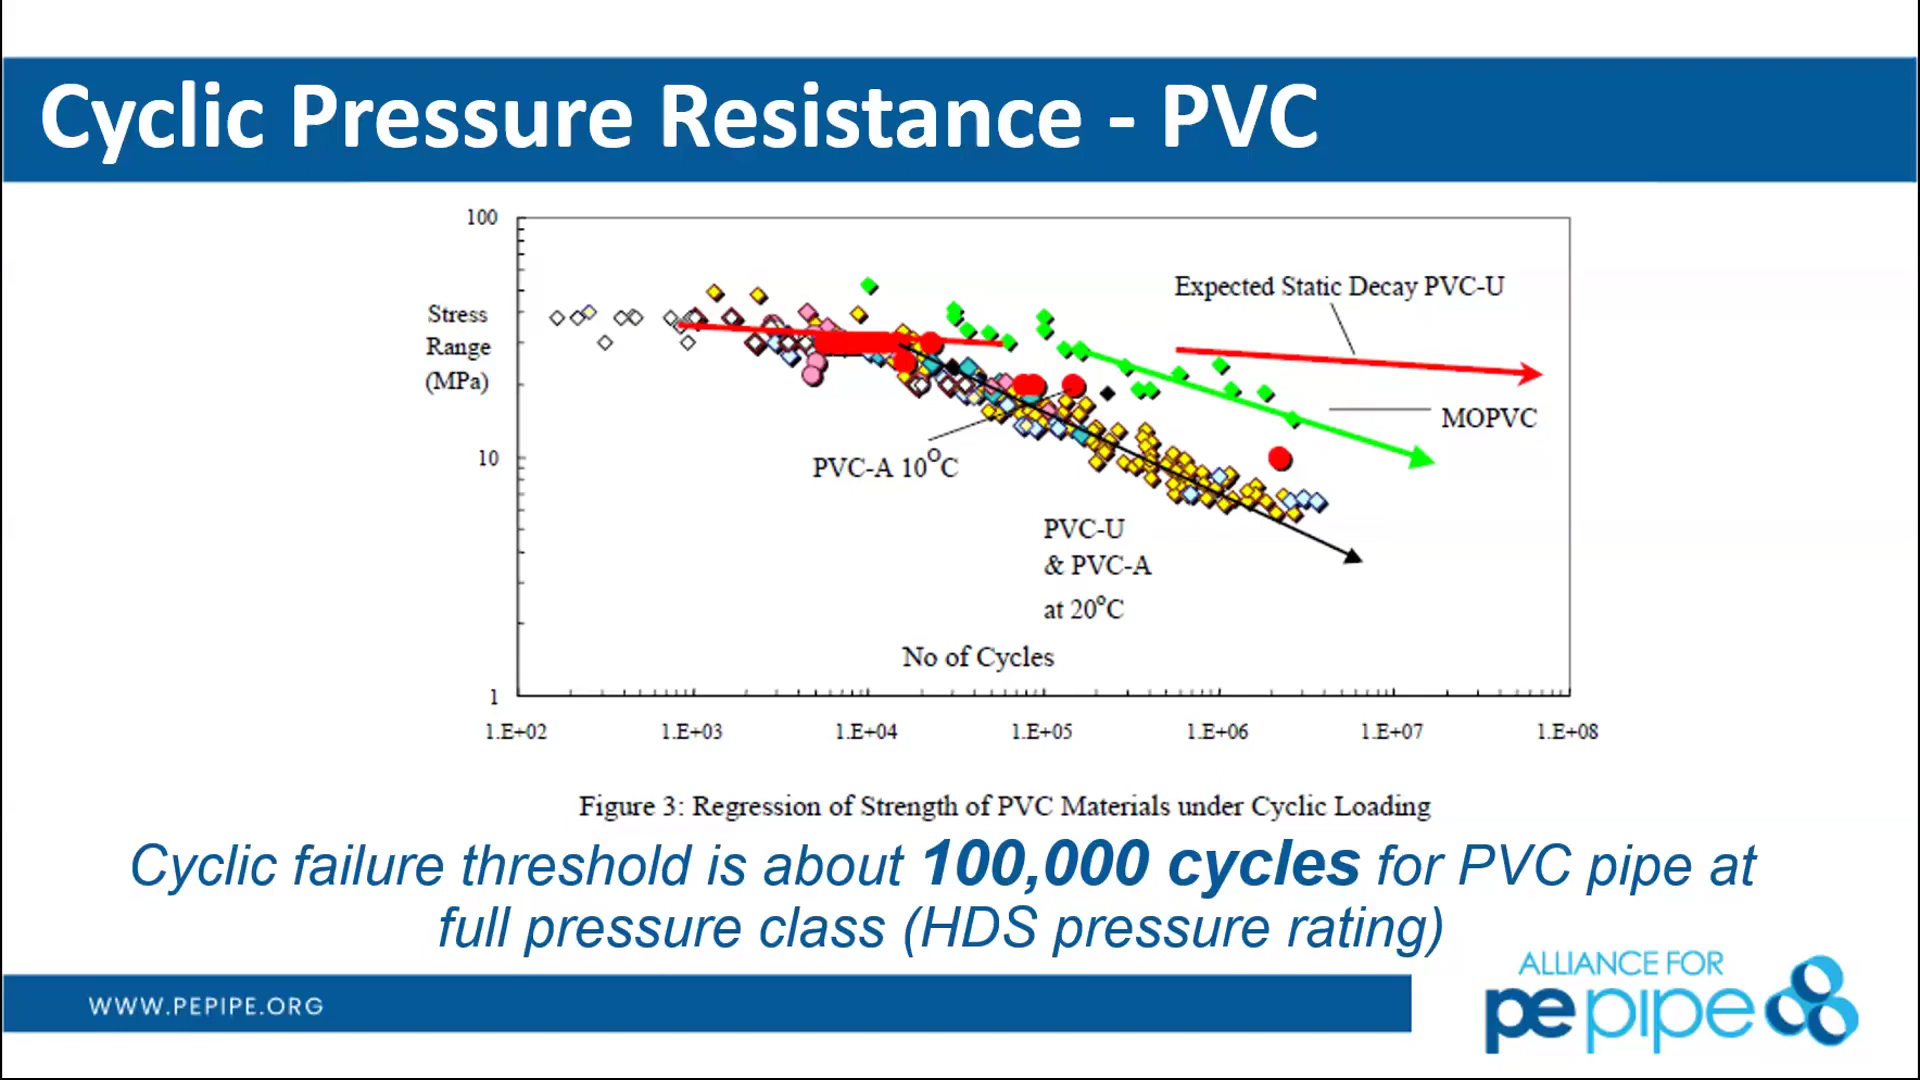 Cyclic Pressure Resistance - PVC
100
Stress
Range
(MPa)
10
1
Expected Static Decay PVC-U
MOPVC
PVC-A 10°C
PVC-U
& PVC-A
at 20°C
No of Cycles
1.E+02 1.E+03 1.E+04 1.E+05 1.E+06 1.E+07 1.E+08
Figure 3: Regression of Strength of PVC Materials under Cyclic Loading
Cyclic failure threshold is about 100,000 cycles for PVC pipe at
full pressure class (HDS pressure rating)
WWW.PEPIPE.ORG
ALLIANCE FOR
pepipe